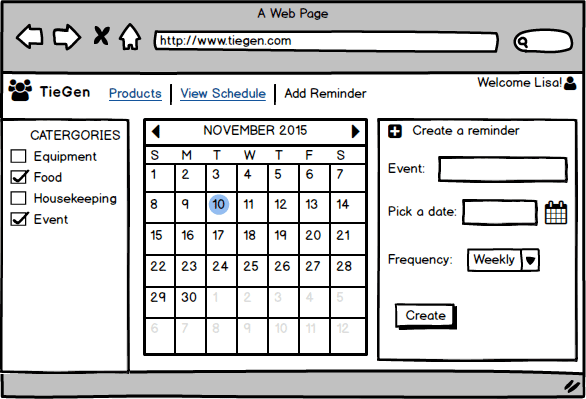 A Web Page
http://www.tiegen.com
Welcome Lisa!
TieGen Products View Schedule Add Reminder
CATERGORIES
Equipment
Food
Housekeeping
Event
NOVEMBER 2015
S M T W T F S
1 2 3 4 5 6 7
8 9 10 11 12 13 14
15 16 17 18 19 20 21
22 23 24 25 26 27 28
29 30 1 2 3 4 5
6 7 8 9 10 11 12
Create a reminder
Event:
Pick a date:
Frequency: Weekly
Create